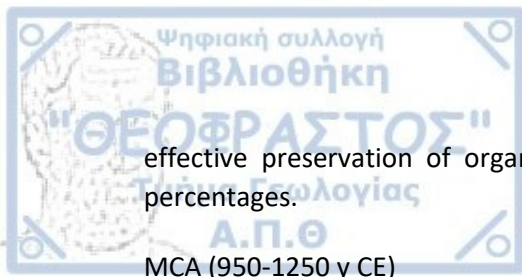 Ψηφιακή συλλογή
Βιβλιοθήκη
"ΘΕΟΦΡΑΣΤΟΣ"
effective preservation of organ
Τμήμα Γεωλογίας
percentages.
Α.Π.Θ
MCA (950-1250 y CE)